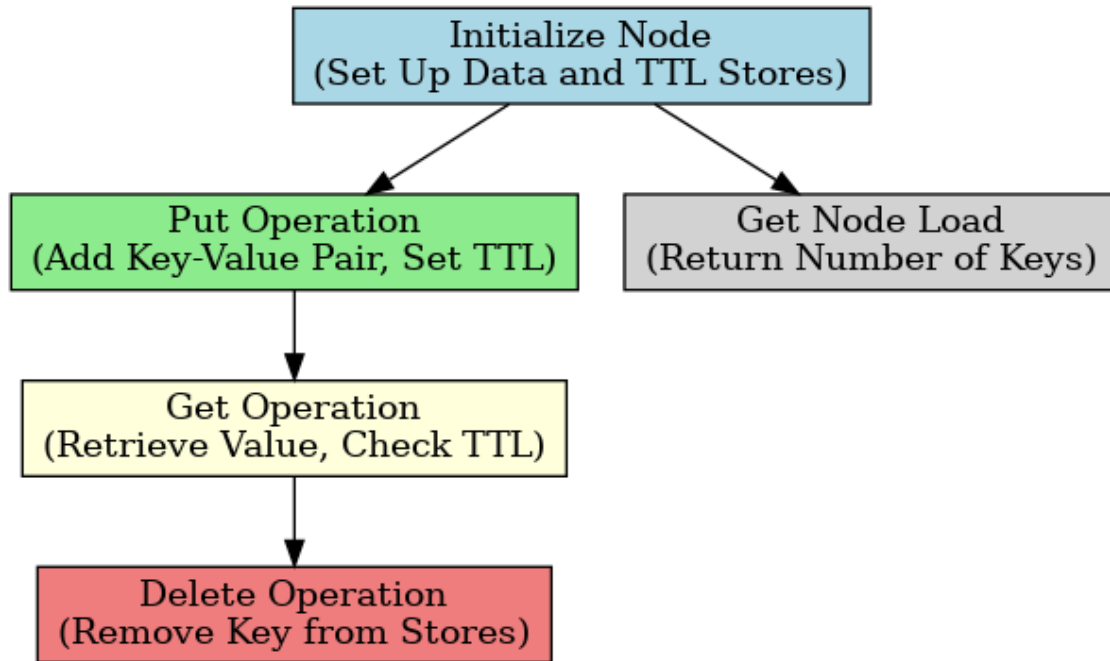 Initialize Node
(Set Up Data and TTL Stores)
Put Operation
(Add Key-Value Pair, Set TTL)
Get Node Load
(Return Number of Keys)
Get Operation
(Retrieve Value, Check TTL)
Delete Operation
(Remove Key from Stores)